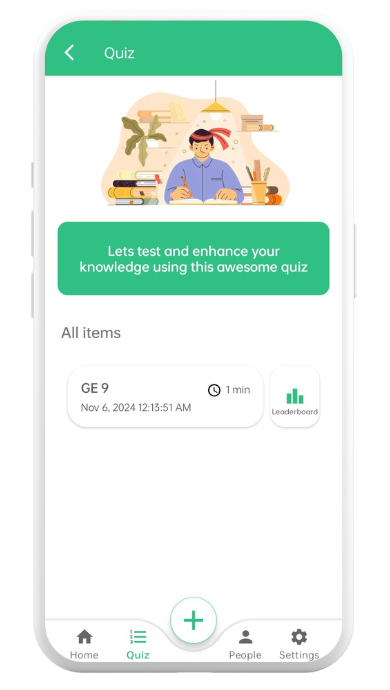 Quiz
Lets test and enhance your
knowledge using this awesome quiz
All items
GE 9
1 min
Nov 6, 2024 12:13:51 AM
Leaderboard
Home
Quiz
People
Settings